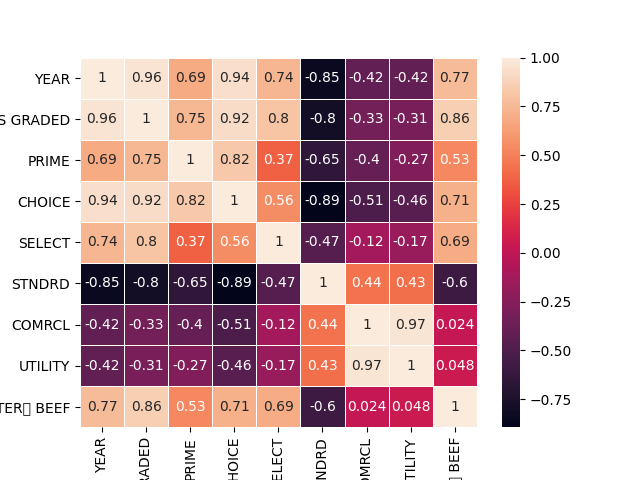 YEAR 1 0.96 0.69 0.94 0.74 -0.85 -0.42 -0.42 0.77
S GRADED 0.96 1 0.75 0.92 0.8 -0.8 -0.33 -0.31 0.86
PRIME 0.69 0.75 1 0.82 0.37 -0.65 -0.4 -0.27 0.53
CHOICE 0.94 0.92 0.82 1 0.56 -0.89 -0.51 -0.46 0.71
SELECT 0.74 0.8 0.37 0.56 1 -0.47 -0.12 -0.17 0.69
STNDRD -0.85 -0.8 -0.65 -0.89 -0.47 1 0.44 0.43 -0.6
COMRCL -0.42 -0.33 -0.4 -0.51 -0.12 0.44 1 0.97 0.024
UTILITY -0.42 -0.31 -0.27 -0.46 -0.17 0.43 0.97 1 0.048
TER▯ BEEF 0.77 0.86 0.53 0.71 0.69 -0.6 0.024 0.048 1
YEAR
RADED
PRIME
HOICE
ELECT
NDRD
OMRCL
TILITY
▯ BEEF
1.00
0.75
0.50
0.25
0.00
-0.25
-0.50
-0.75